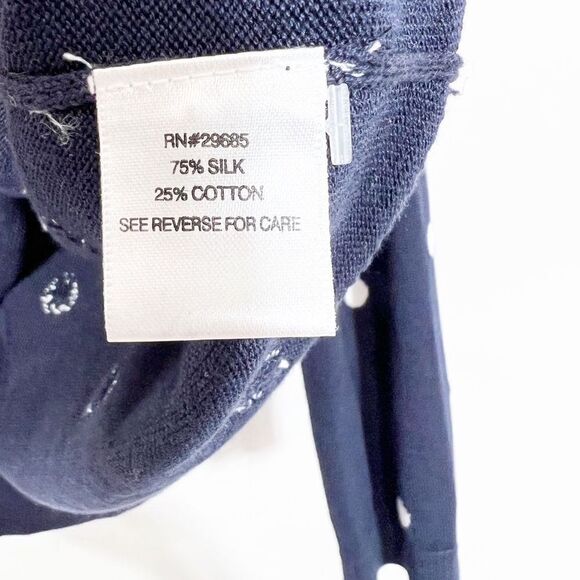 RN#29685
75% SILK
25% COTTON
SEE REVERSE FOR CARE